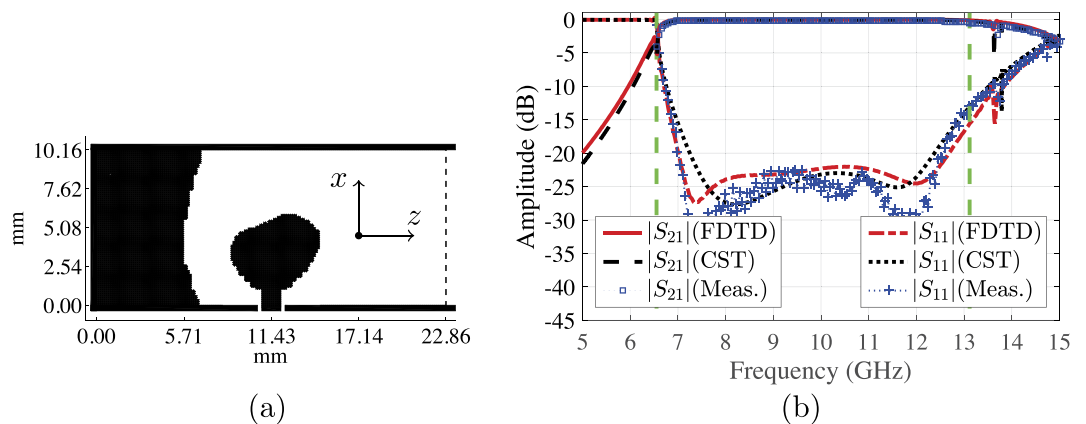 10.16
7.62
5.08
2.54
0.00
mm
x
z
0.00 5.71 11.43 17.14 22.86
mm
(a)
0
-5
-10
-15
-20
-25
-30
-35
-40
-45
Amplitude (dB)
|S21|(FDTD)
|S21|(CST)
|S21|(Meas.)
|S11|(FDTD)
|S11|(CST)
|S11|(Meas.)
5 6 7 8 9 10 11 12 13 14 15
Frequency (GHz)
(b)